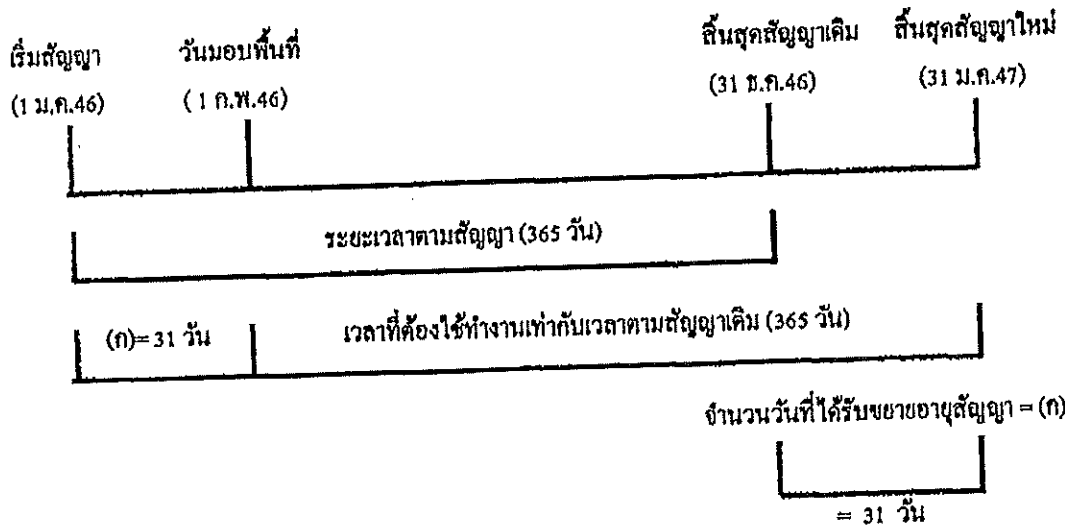 เริ่มสัญญา วันมอบพื้นที่ สิ้นสุดสัญญาเดิม สิ้นสุดสัญญาใหม่
(1 ม.ค.46) ( 1 ก.พ.46) (31 ธ.ค.46) (31 ม.ค.47)
ระยะเวลาตามสัญญา (365 วัน)
(ก)= 31 วัน เวลาที่ต้องใช้ทำงานเท่ากับเวลาตามสัญญาเดิม (365 วัน)
จำนวนวันที่ได้รับขยายอายุสัญญา = (ก)
= 31 วัน